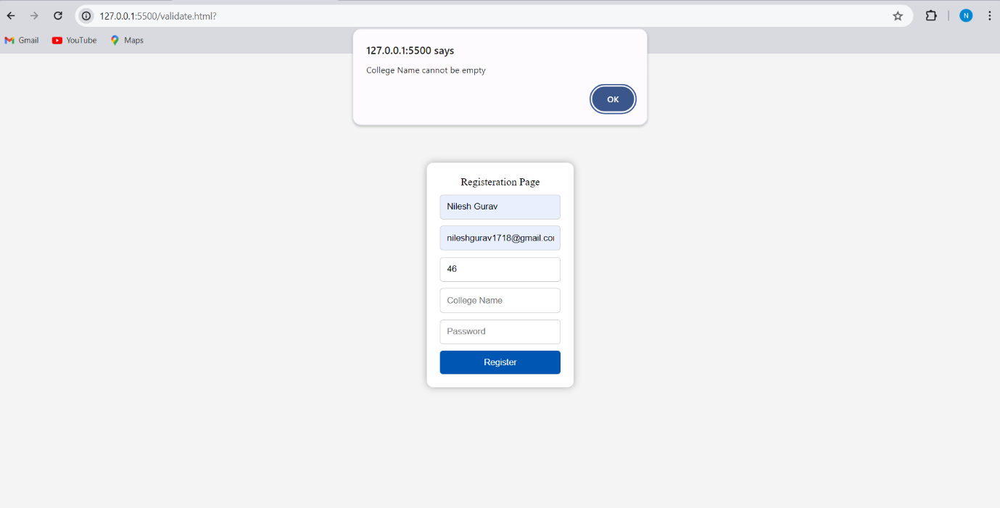 127.0.0.1:5500/validate.html?
N
Gmail YouTube Maps
127.0.0.1:5500 says
College Name cannot be empty
OK
Registeration Page
Nilesh Gurav
nileshgurav1718@gmail.co
46
College Name
Password
Register